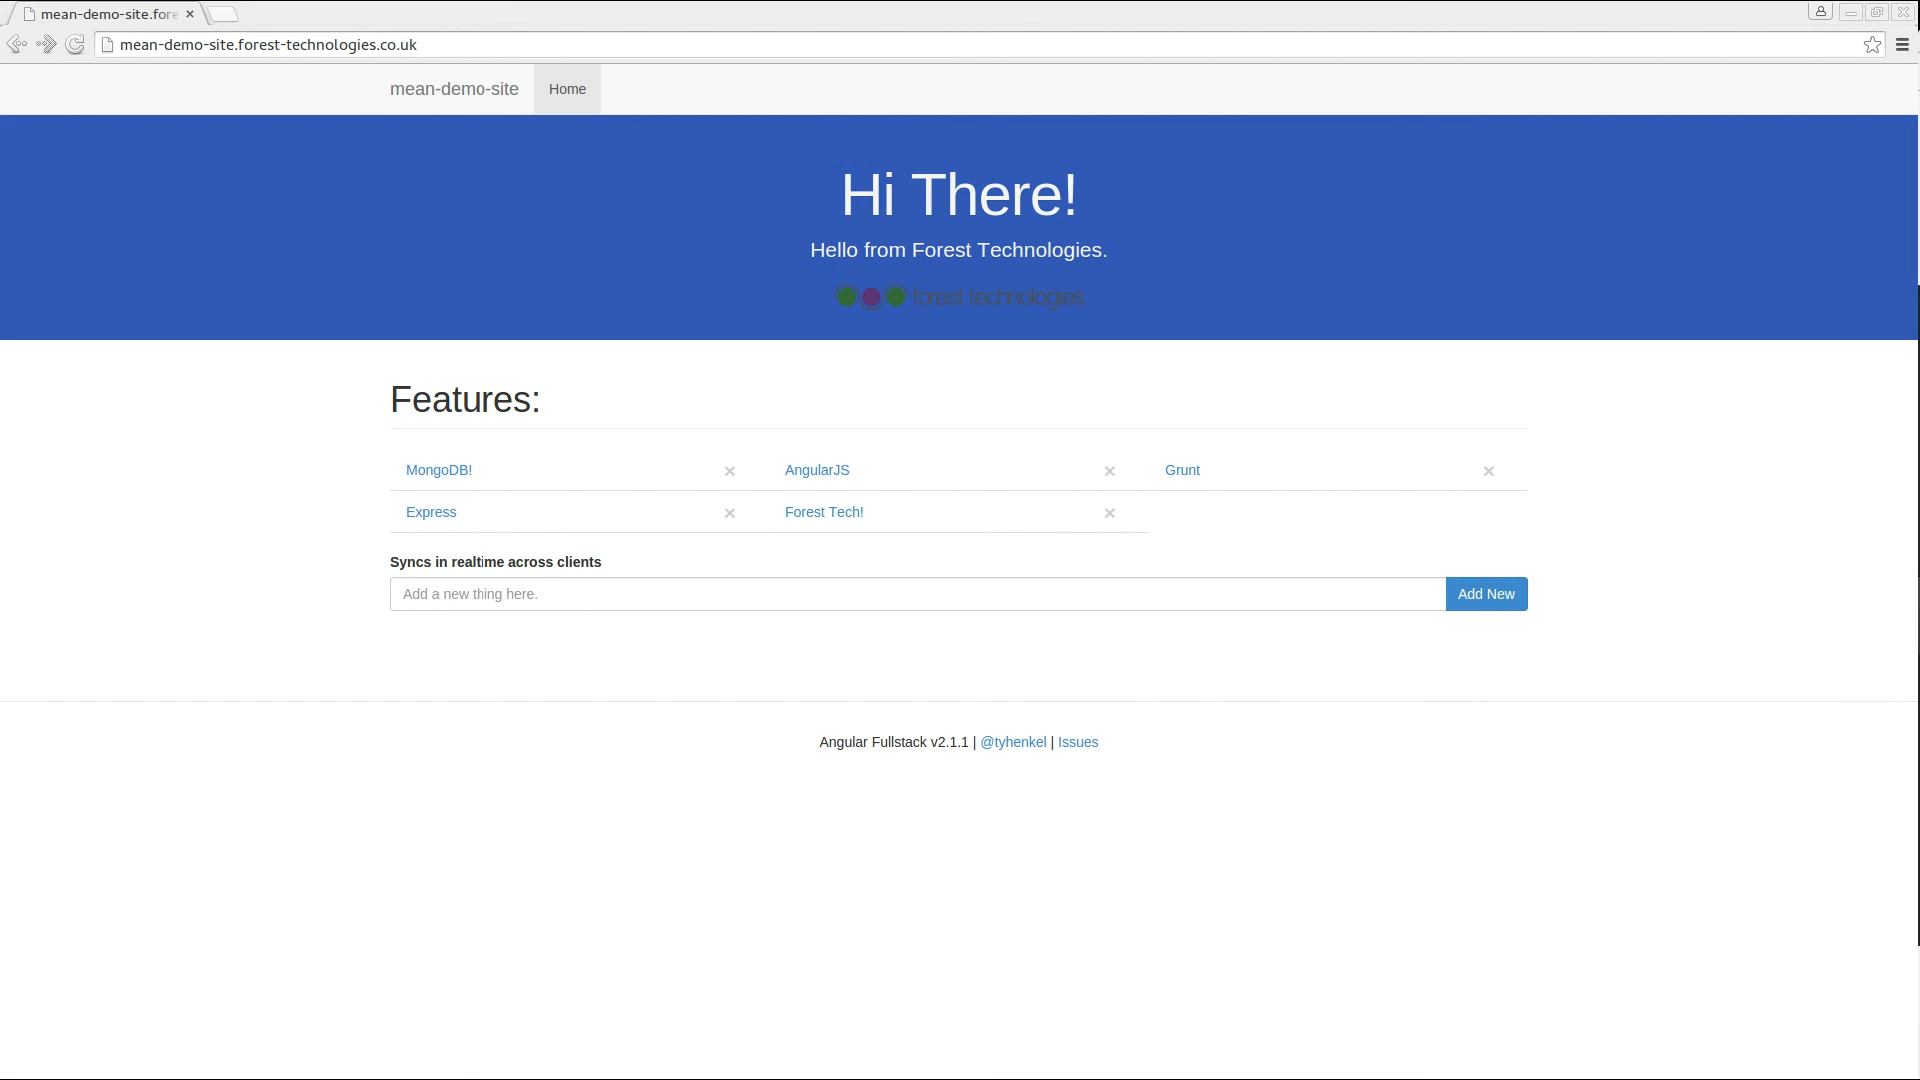 mean-demo-site.fore
mean-demo-site.forest-technologies.co.uk
mean-demo-site Home
Hi There!
Hello from Forest Technologies.
forest technologies
Features:
MongoDB! AngularJS Grunt
Express Forest Tech!
Syncs in realtime across clients
Add a new thing here. Add New
Angular Fullstack v2.1.1 | @tyhenkel | Issues